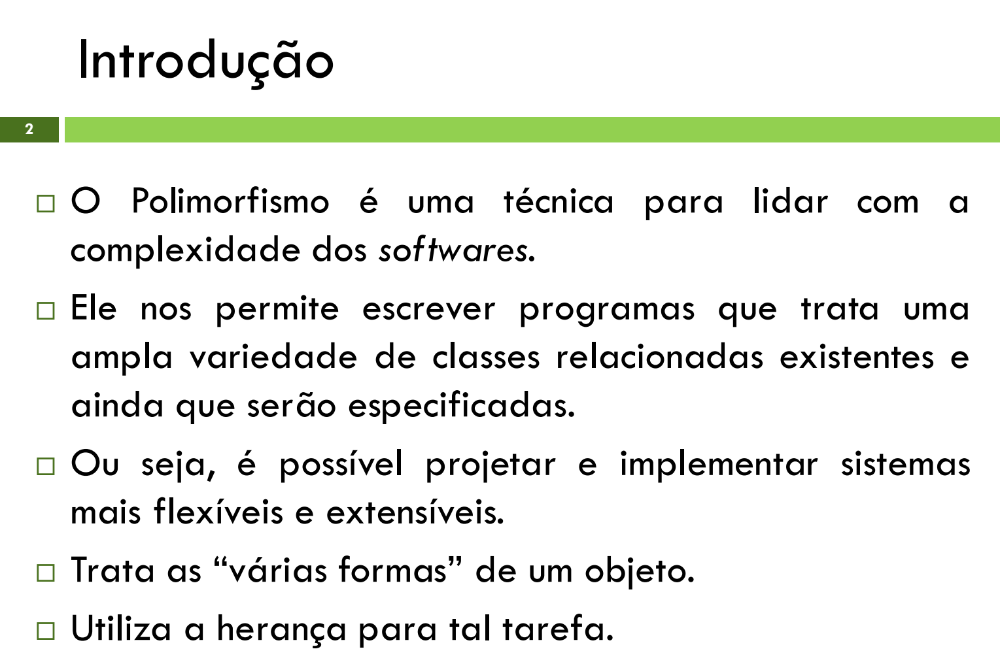 Introdução
2
O Polimorfismo é uma técnica para lidar com a
complexidade dos softwares.
Ele nos permite escrever programas que trata uma
ampla variedade de classes relacionadas existentes e
ainda que serão especificadas.
Ou seja, é possível projetar e implementar sistemas
mais flexíveis e extensíveis.
Trata as “várias formas” de um objeto.
Utiliza a herança para tal tarefa.